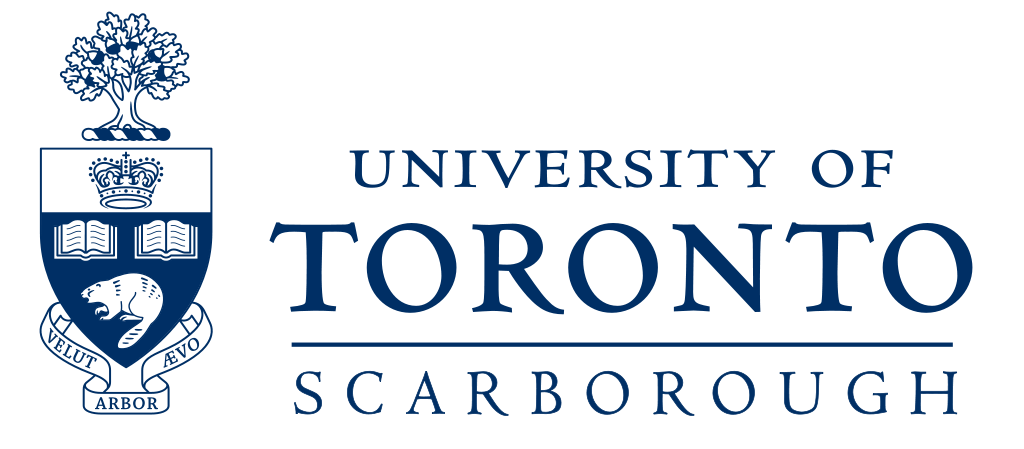 UNIVERSITY OF
TORONTO
SCARBOROUGH
VELUT
ARBOR
ÆVO